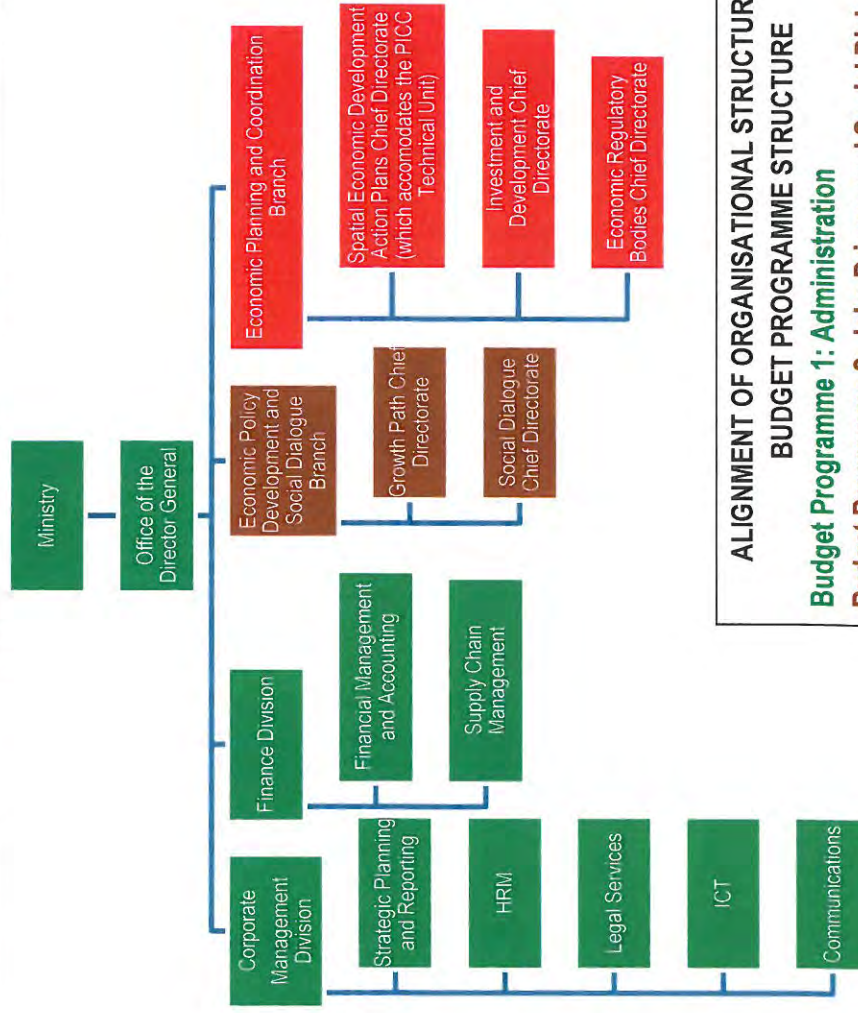 Ministry
Office of the
Director General
Corporate
Management
Division
Strategic Planning
and Reporting
HRM
Legal Services
ICT
Communications
Finance Division
Financial Management
and Accounting
Supply Chain
Management
Economic Policy
Development and
Social Dialogue
Branch
Growth Path Chief
Directorate
Social Dialogue
Chief Directorate
Economic Planning and Coordination
Branch
Spatial Economic Development
Action Plans Chief Directorate
(which accomodates the PICC
Technical Unit)
Investment and
Development Chief
Directorate
Economic Regulatory
Bodies Chief Directorate
ALIGNMENT OF ORGANISATIONAL STRUCTUR
BUDGET PROGRAMME STRUCTURE
Budget Programme 1: Administration